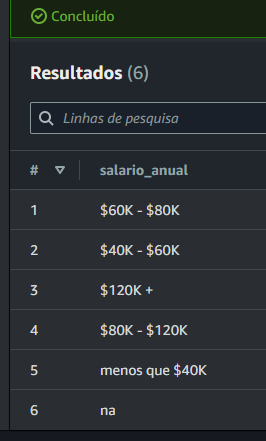 Concluído
Resultados (6)
Linhas de pesquisa
# salario_anual
1 $60K - $80K
2 $40K - $60K
3 $120K +
4 $80K - $120K
5 menos que $40K
6 na